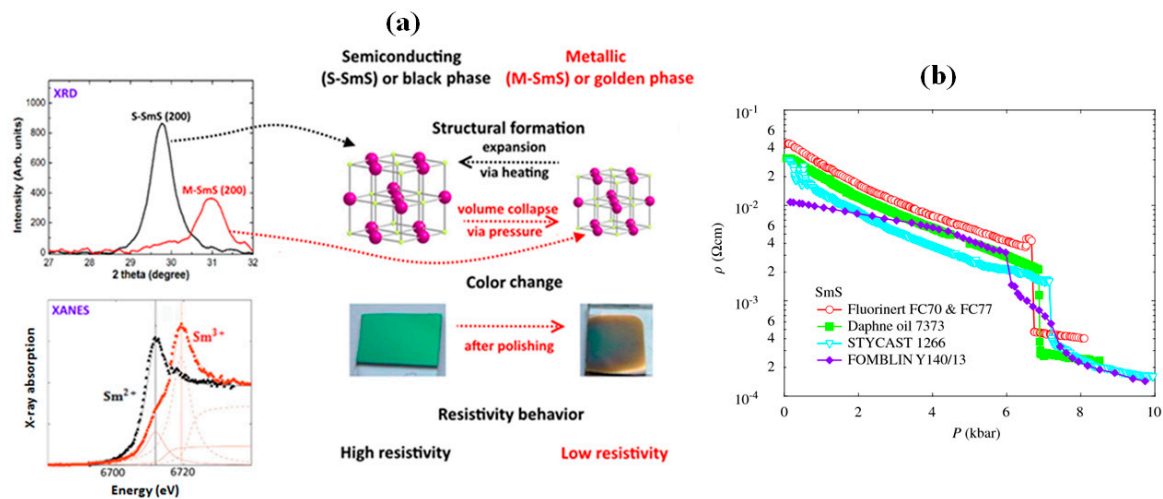 (a)
XRD
Intensity (Arb. units)
1000
800
600
400
200
0
S-SmS (200)
M-SmS (200)
27 28 29 30 31 32
2 theta (degree)
Semiconducting
(S-SmS) or black phase
Metallic
(M-SmS) or golden phase
Structural formation
expansion
via heating
volume collapse
via pressure
Color change
after polishing
Resistivity behavior
High resistivity
Low resistivity
XANES
X-ray absorption
Sm2+
Sm3+
6700 6720
Energy (eV)
(b)
ρ (Ωcm)
10-1
6
4
2
10-2
6
4
2
10-3
6
4
2
10-4
SmS
Fluorinert FC70 & FC77
Daphne oil 7373
STYCAST 1266
FOMBLIN Y140/13
0 2 4 6 8 10
P (kbar)